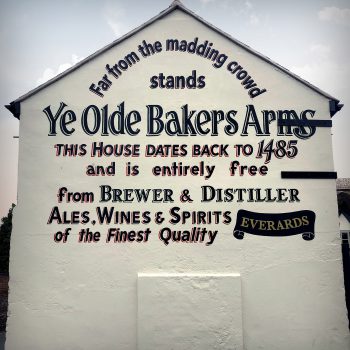 Far from the madding crowd
stands
Ye Olde Bakers Arms
THIS HOUSE DATES BACK TO 1485
and is entirely free
from BREWER & DISTILLER
ALES, WINES & SPIRITS
of the Finest Quality
EVERARDS